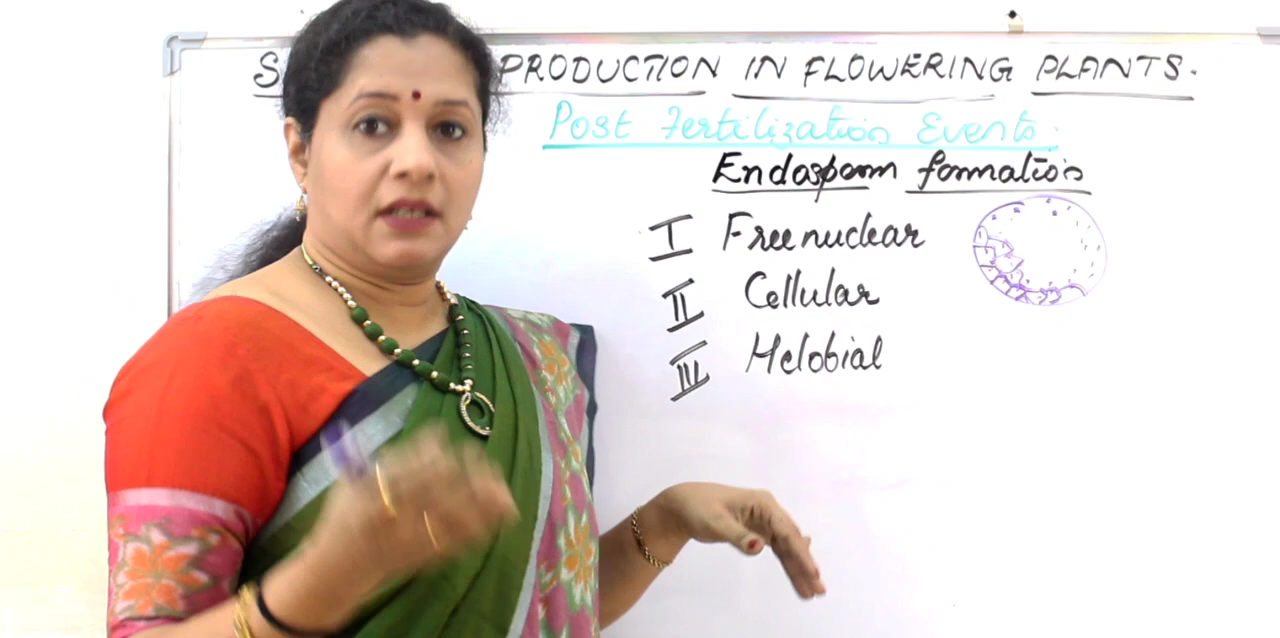 S PRODUCTION IN FLOWERING PLANTS.
Post Fertilization Events:
Endosperm formation
I Free nuclear
II Cellular
III Helobial